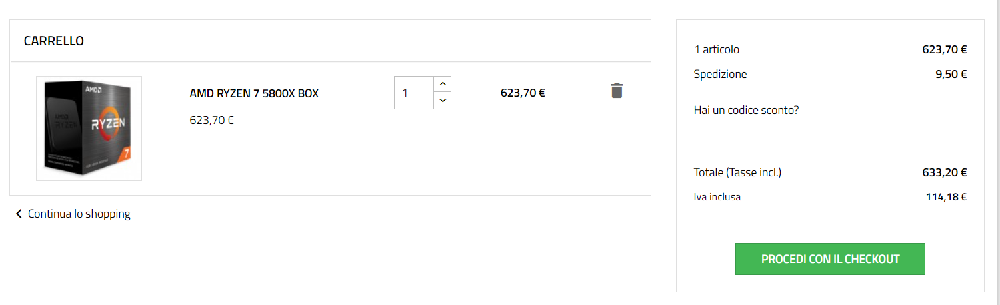 CARRELLO
AMD
RYZEN
7
AMD RYZEN 7 5800X BOX
623,70 €
1
623,70 €
Continua lo shopping
1 articolo 623,70 €
Spedizione 9,50 €
Hai un codice sconto?
Totale (Tasse incl.) 633,20 €
Iva inclusa 114,18 €
PROCEDI CON IL CHECKOUT